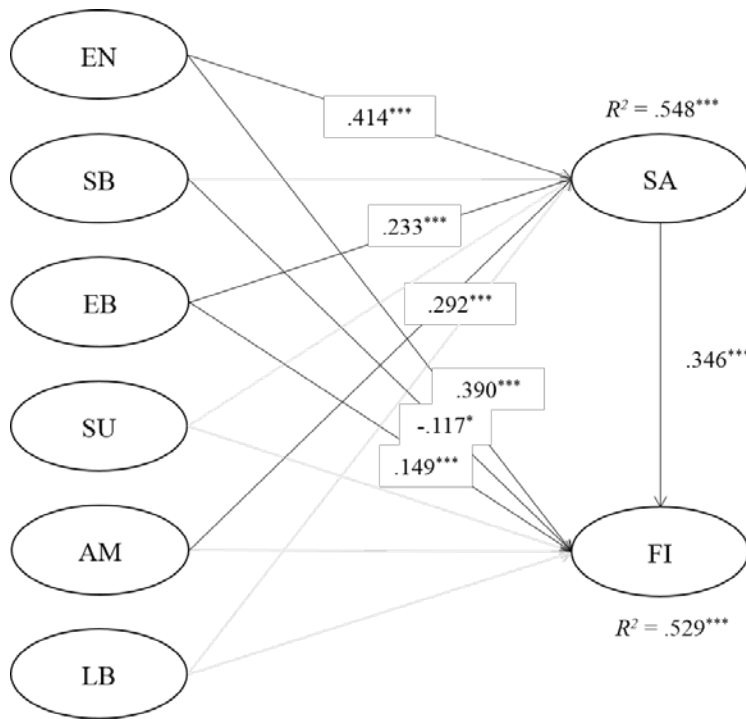 EN
R² = .548***
.414***
SB
SA
.233***
EB
.292***
.346***
.390***
SU
-.117*
.149***
AM
FI
R² = .529***
LB